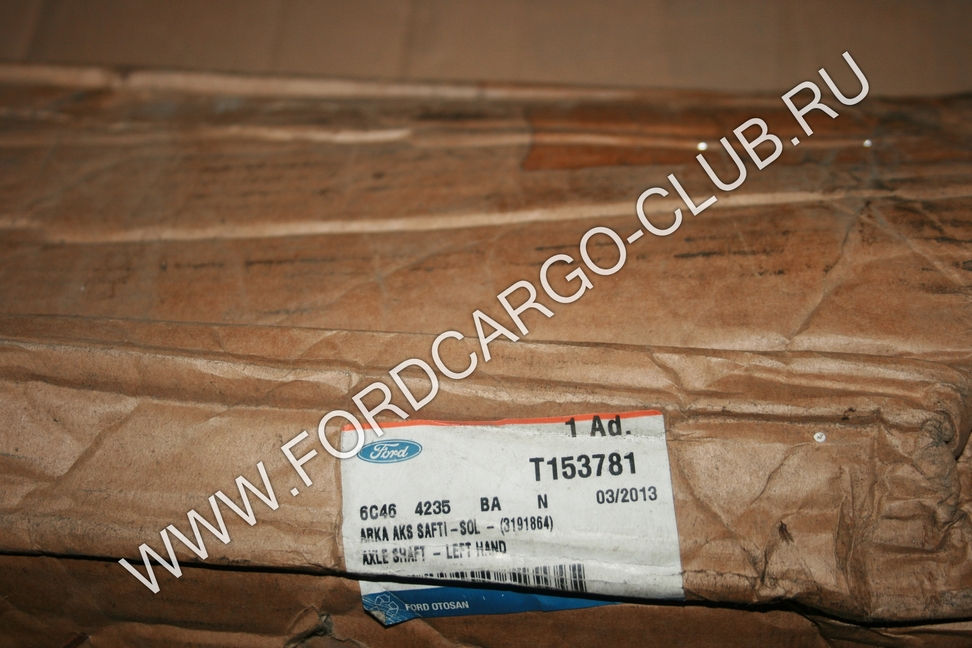 WWW.FORDCARGO-CLUB.RU
1 Ad.
Ford
T153781
6C46 4235 BA N 03/2013
ARKA AKS SAFTI-SOL - (3191864)
AXLE SHAFT - LEFT HAND
FORD OTOSAN